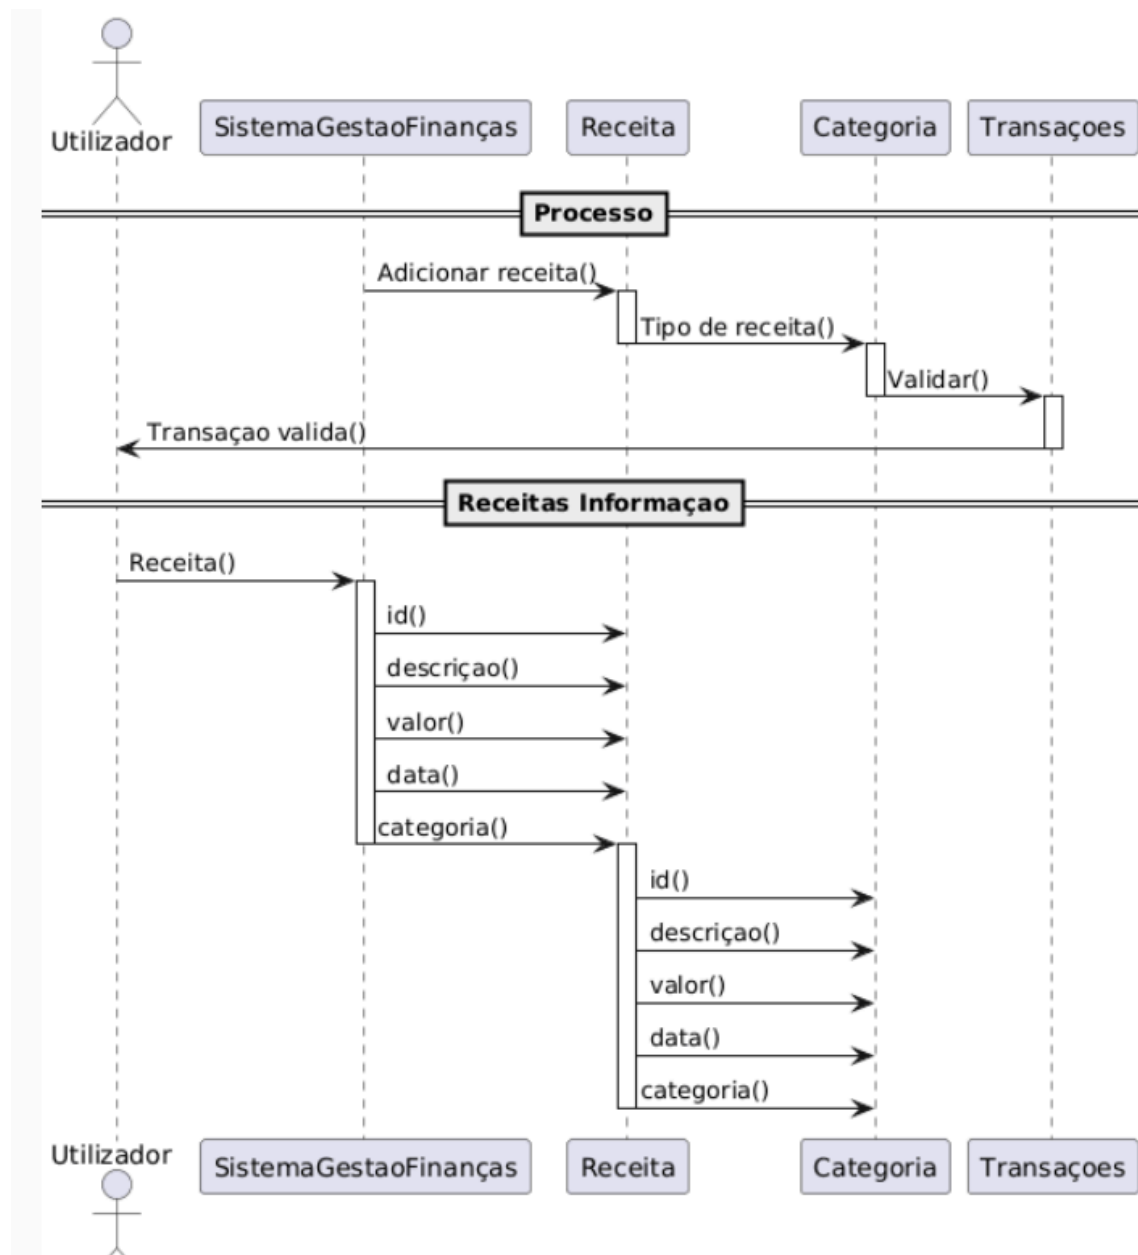 Utilizador
SistemaGestaoFinanças
Receita
Categoria
Transaçoes
Processo
Adicionar receita()
Tipo de receita()
Validar()
Transaçao valida()
Receitas Informaçao
Receita()
id()
descriçao()
valor()
data()
categoria()
id()
descriçao()
valor()
data()
categoria()
Utilizador
SistemaGestaoFinanças
Receita
Categoria
Transaçoes